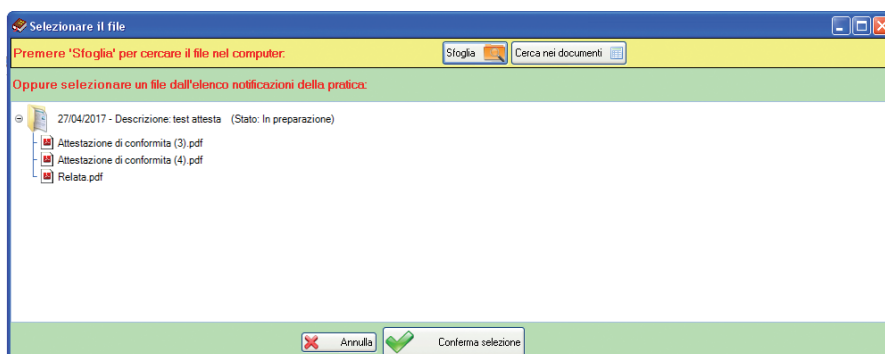 Selezionare il file
Premere 'Sfoglia' per cercare il file nel computer:
Sfoglia
Cerca nei documenti
Oppure selezionare un file dall'elenco notificazioni della pratica:
27/04/2017 - Descrizione: test attesta (Stato: In preparazione)
Attestazione di conformita (3).pdf
Attestazione di conformita (4).pdf
Relata.pdf
Annulla
Conferma selezione